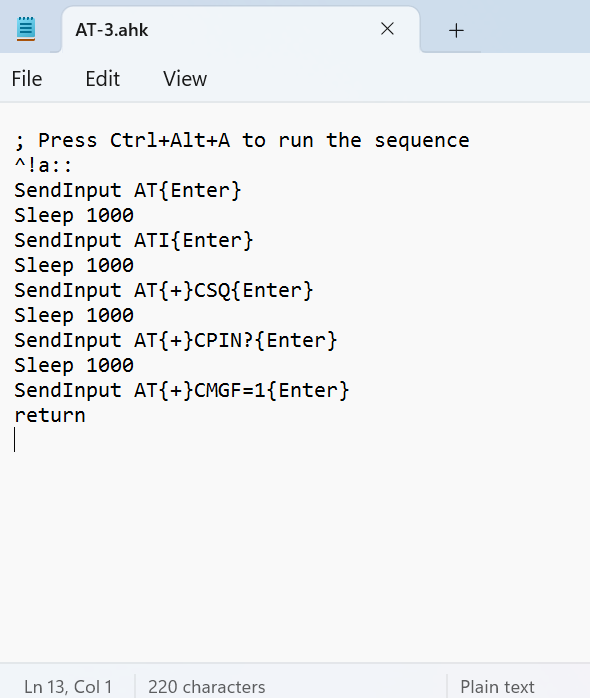 AT-3.ahk
File Edit View
; Press Ctrl+Alt+A to run the sequence
^!a::
SendInput AT{Enter}
Sleep 1000
SendInput ATI{Enter}
Sleep 1000
SendInput AT{+}CSQ{Enter}
Sleep 1000
SendInput AT{+}CPIN?{Enter}
Sleep 1000
SendInput AT{+}CMGF=1{Enter}
return
Ln 13, Col 1 220 characters Plain text